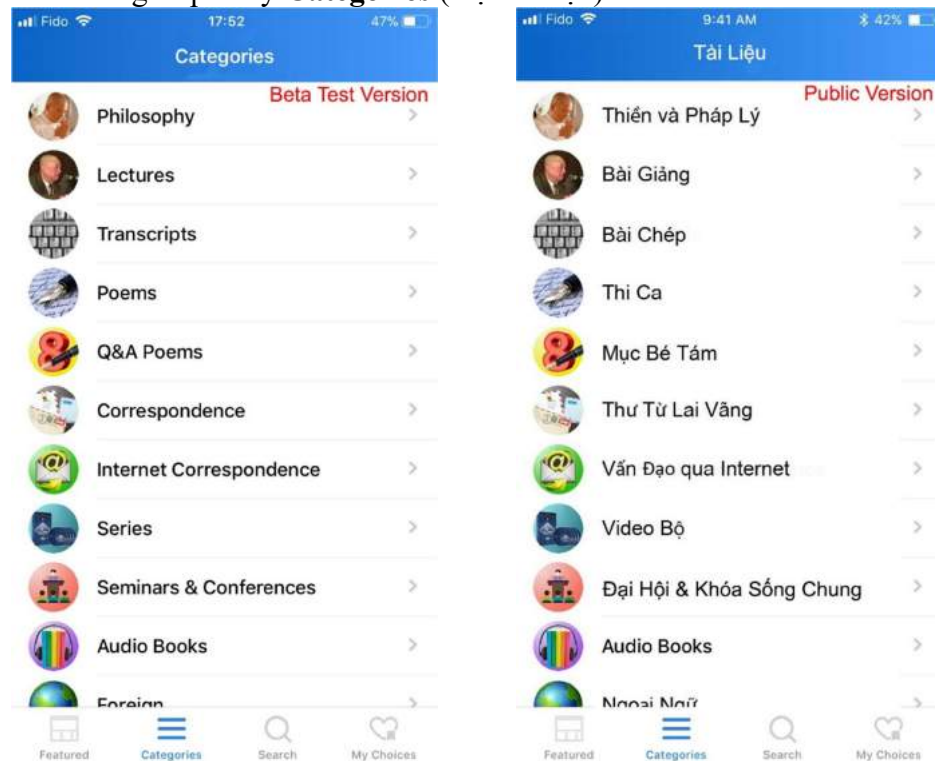 Categories
Fido 17:52 47%
Categories
Beta Test Version
Philosophy
Lectures
Transcripts
Poems
Q&A Poems
Correspondence
Internet Correspondence
Series
Seminars & Conferences
Audio Books
Foreign
Featured Categories Search My Choices
Fido 9:41 AM 42%
Tài Liệu
Public Version
Thiền và Pháp Lý
Bài Giảng
Bài Chép
Thi Ca
Mục Bé Tám
Thư Từ Lai Vãng
Vấn Đạo qua Internet
Video Bộ
Đại Hội & Khóa Sống Chung
Audio Books
Ngoại Ngữ
Featured Categories Search My Choices